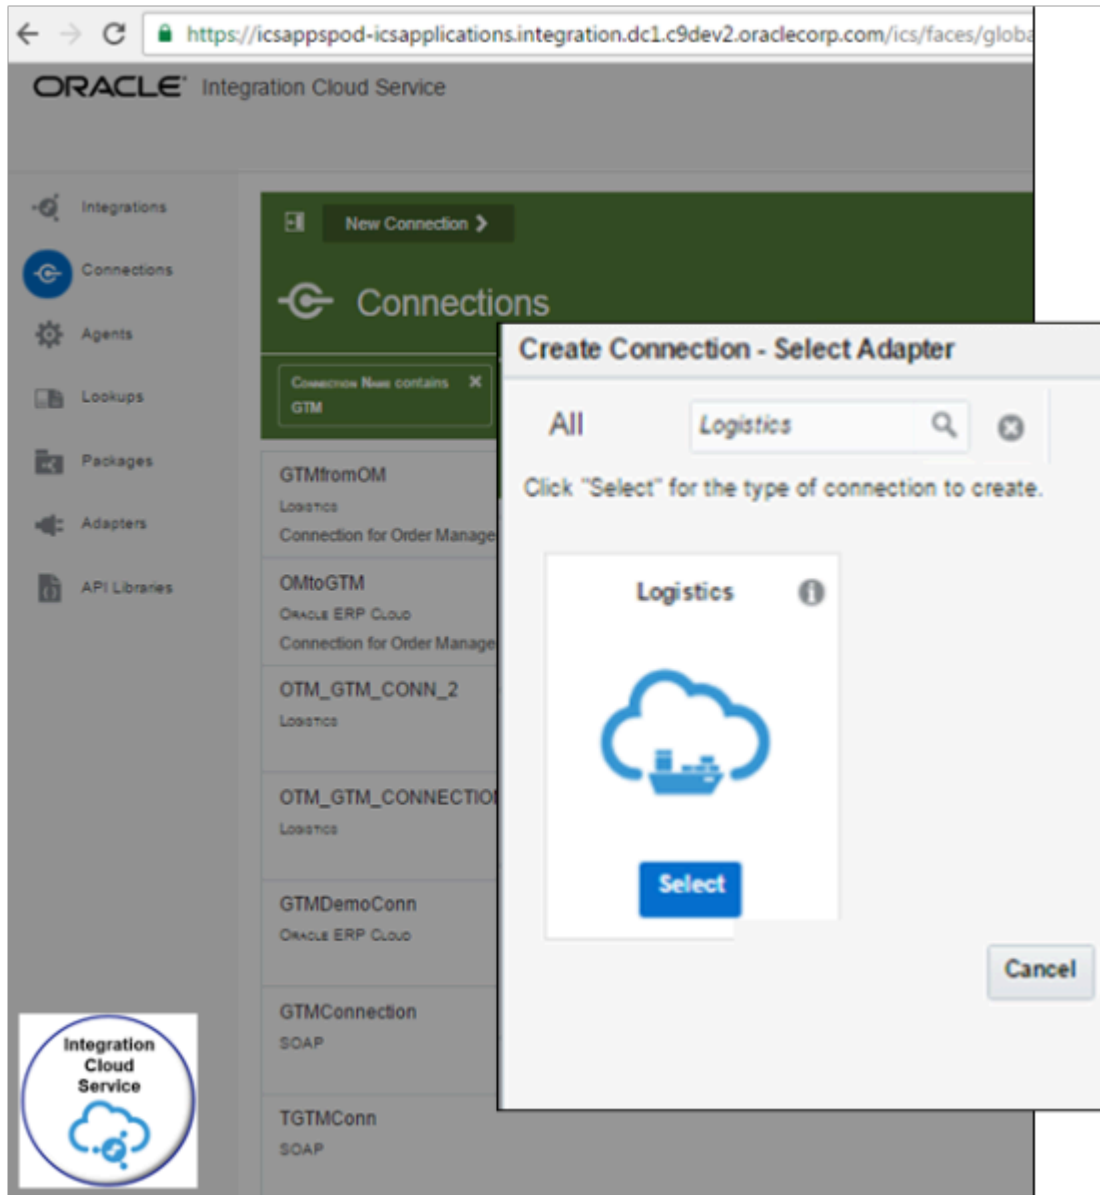 https://icsappspod-icsapplications.integration.dc1.c9dev2.oraclecorp.com/ics/faces/globa
ORACLE Integration Cloud Service
Integrations
Connections
Agents
Lookups
Packages
Adapters
API Libraries
New Connection
Connections
Connection Name contains
GTM
GTMfromOM
Logistics
Connection for Order Manage
OMtoGTM
Oracle ERP Cloud
Connection for Order Manage
OTM_GTM_CONN_2
Logistics
OTM_GTM_CONNECTION
Logistics
GTMDemoConn
Oracle ERP Cloud
GTMConnection
SOAP
TGTMConn
SOAP
Create Connection - Select Adapter
All Logistics
Click "Select" for the type of connection to create.
Logistics
Select
Cancel
Integration
Cloud
Service